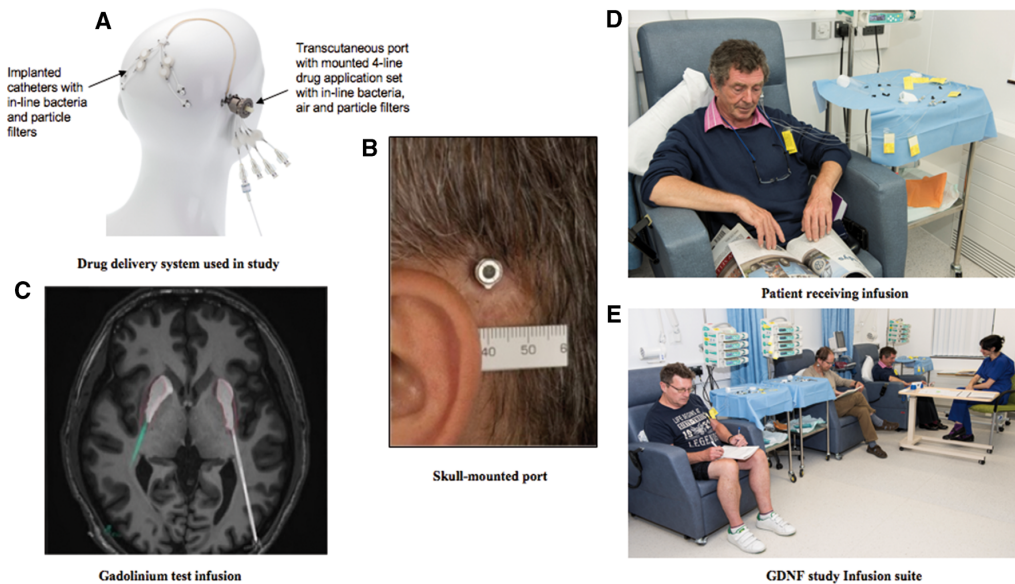 A
Implanted
catheters with
in-line bacteria
and particle
filters
Transcutaneous port
with mounted 4-line
drug application set
with in-line bacteria,
air and particle filters
Drug delivery system used in study
B
40 50 6
Skull-mounted port
C
Gadolinium test infusion
D
Patient receiving infusion
E
LEGEND
GDNF study Infusion suite